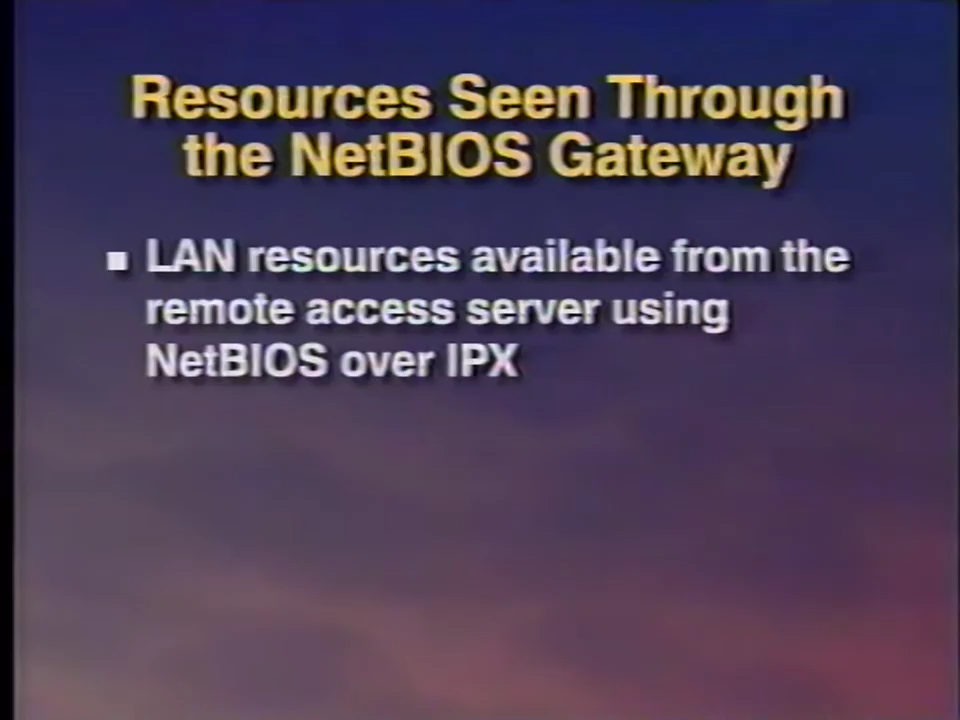 Resources Seen Through
the NetBIOS Gateway
■ LAN resources available from the
remote access server using
NetBIOS over IPX